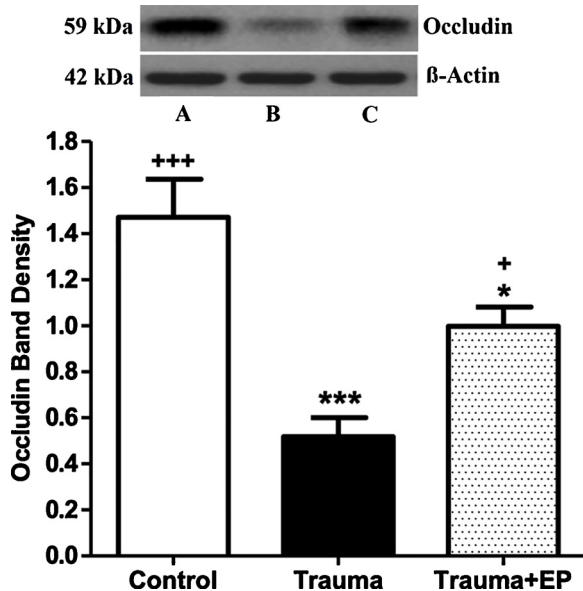 59 kDa Occludin
42 kDa ß-Actin
A B C
Occludin Band Density
1.8
1.6
1.4
1.2
1.0
0.8
0.6
0.4
0.2
0.0
+++
***
+
*
Control Trauma Trauma+EP